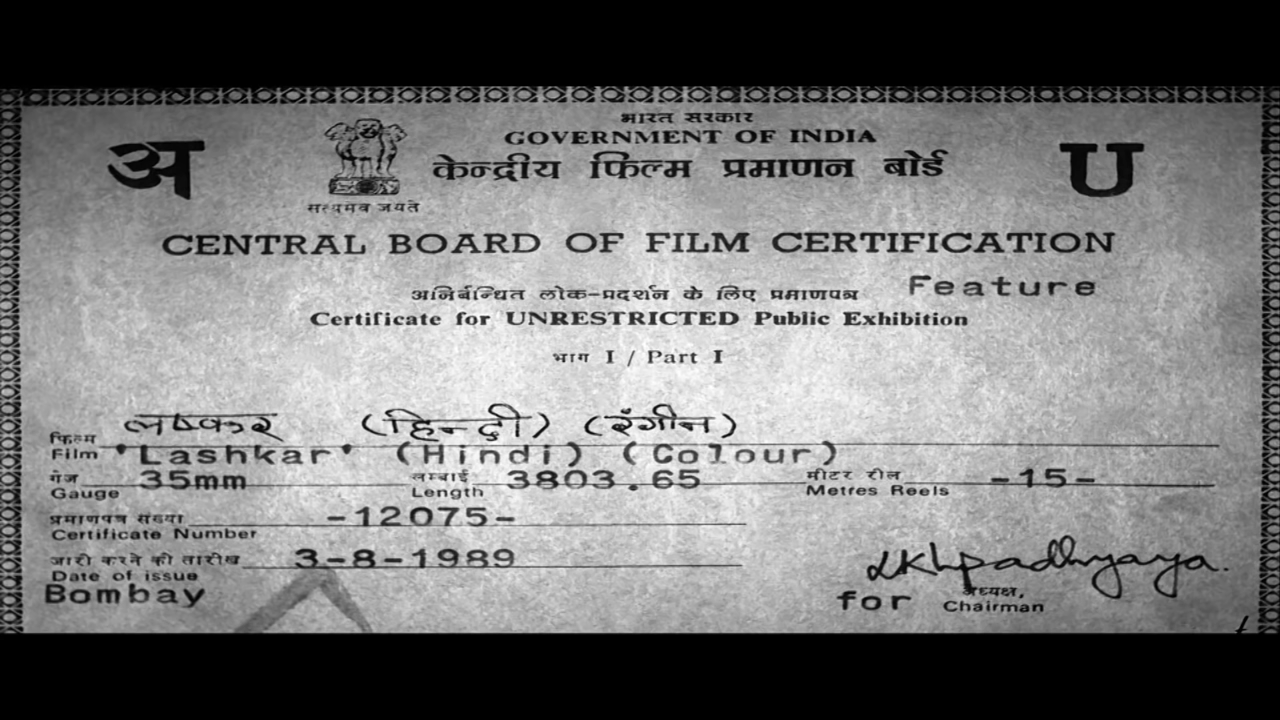 भारत सरकार
GOVERNMENT OF INDIA
अ
केन्द्रीय फिल्म प्रमाणन बोर्ड
U
सत्यमेव जयते
CENTRAL BOARD OF FILM CERTIFICATION
अनिर्बन्धित लोक-प्रदर्शन के लिए प्रमाणपत्र Feature
Certificate for UNRESTRICTED Public Exhibition
भाग I / Part I
फिल्म लष्कर (हिन्दी) (रंगीन)
Film 'Lashkar' (Hindi) (Colour)
गेज 35mm लम्बाई 3803.65 मीटर रील -15-
Gauge Length Metres Reels
प्रमाणपत्र संख्या -12075-
Certificate Number
जारी करने की तारीख 3-8-1989
Date of issue
Bombay
for अध्यक्ष,
Chairman